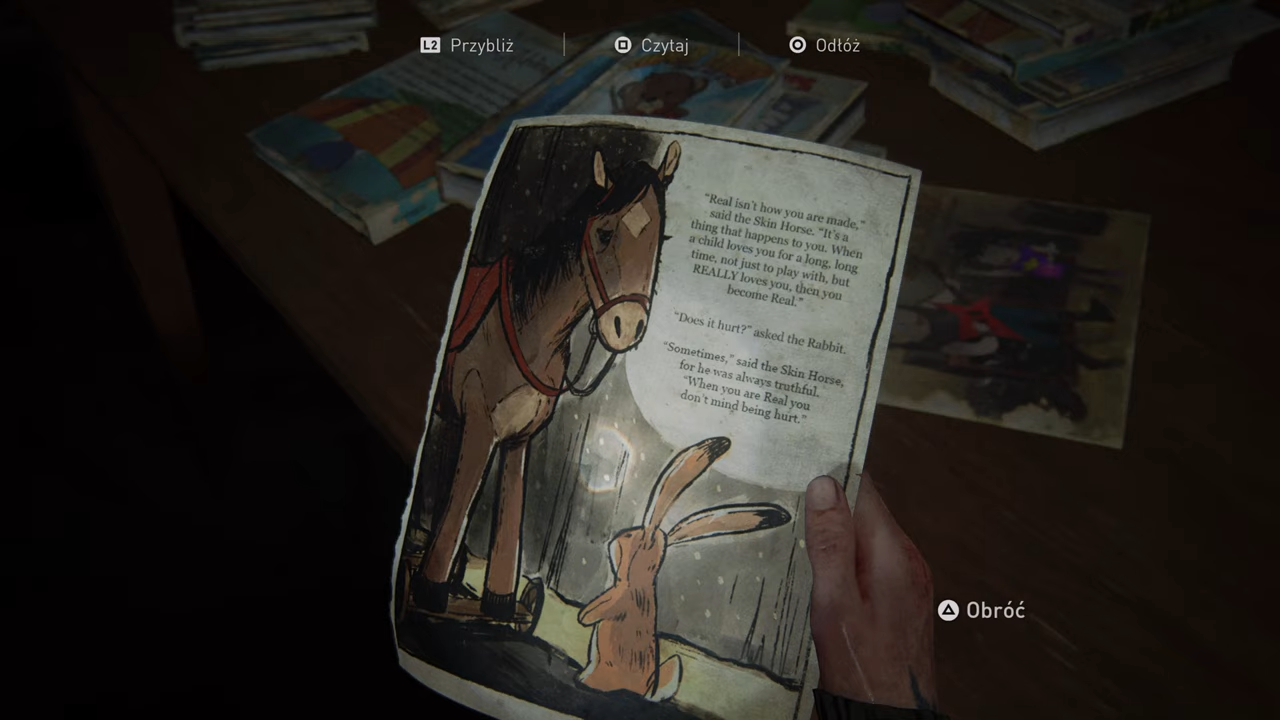 L2 Przybliż
Czytaj
Odłóż
"Real isn't how you are made,"
said the Skin Horse. "It's a
thing that happens to you. When
a child loves you for a long, long
time, not just to play with, but
REALLY loves you, then you
become Real."
"Does it hurt?" asked the Rabbit.
"Sometimes," said the Skin Horse,
for he was always truthful.
"When you are Real you
don't mind being hurt."
Obróć